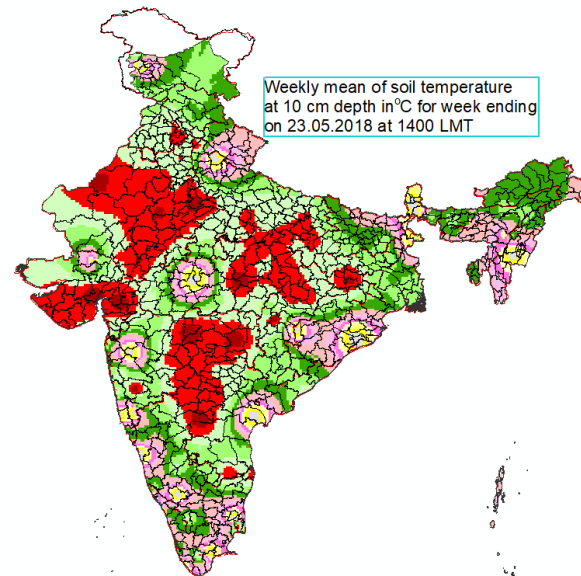 Weekly mean of soil temperature
at 10 cm depth in°C for week ending
on 23.05.2018 at 1400 LMT